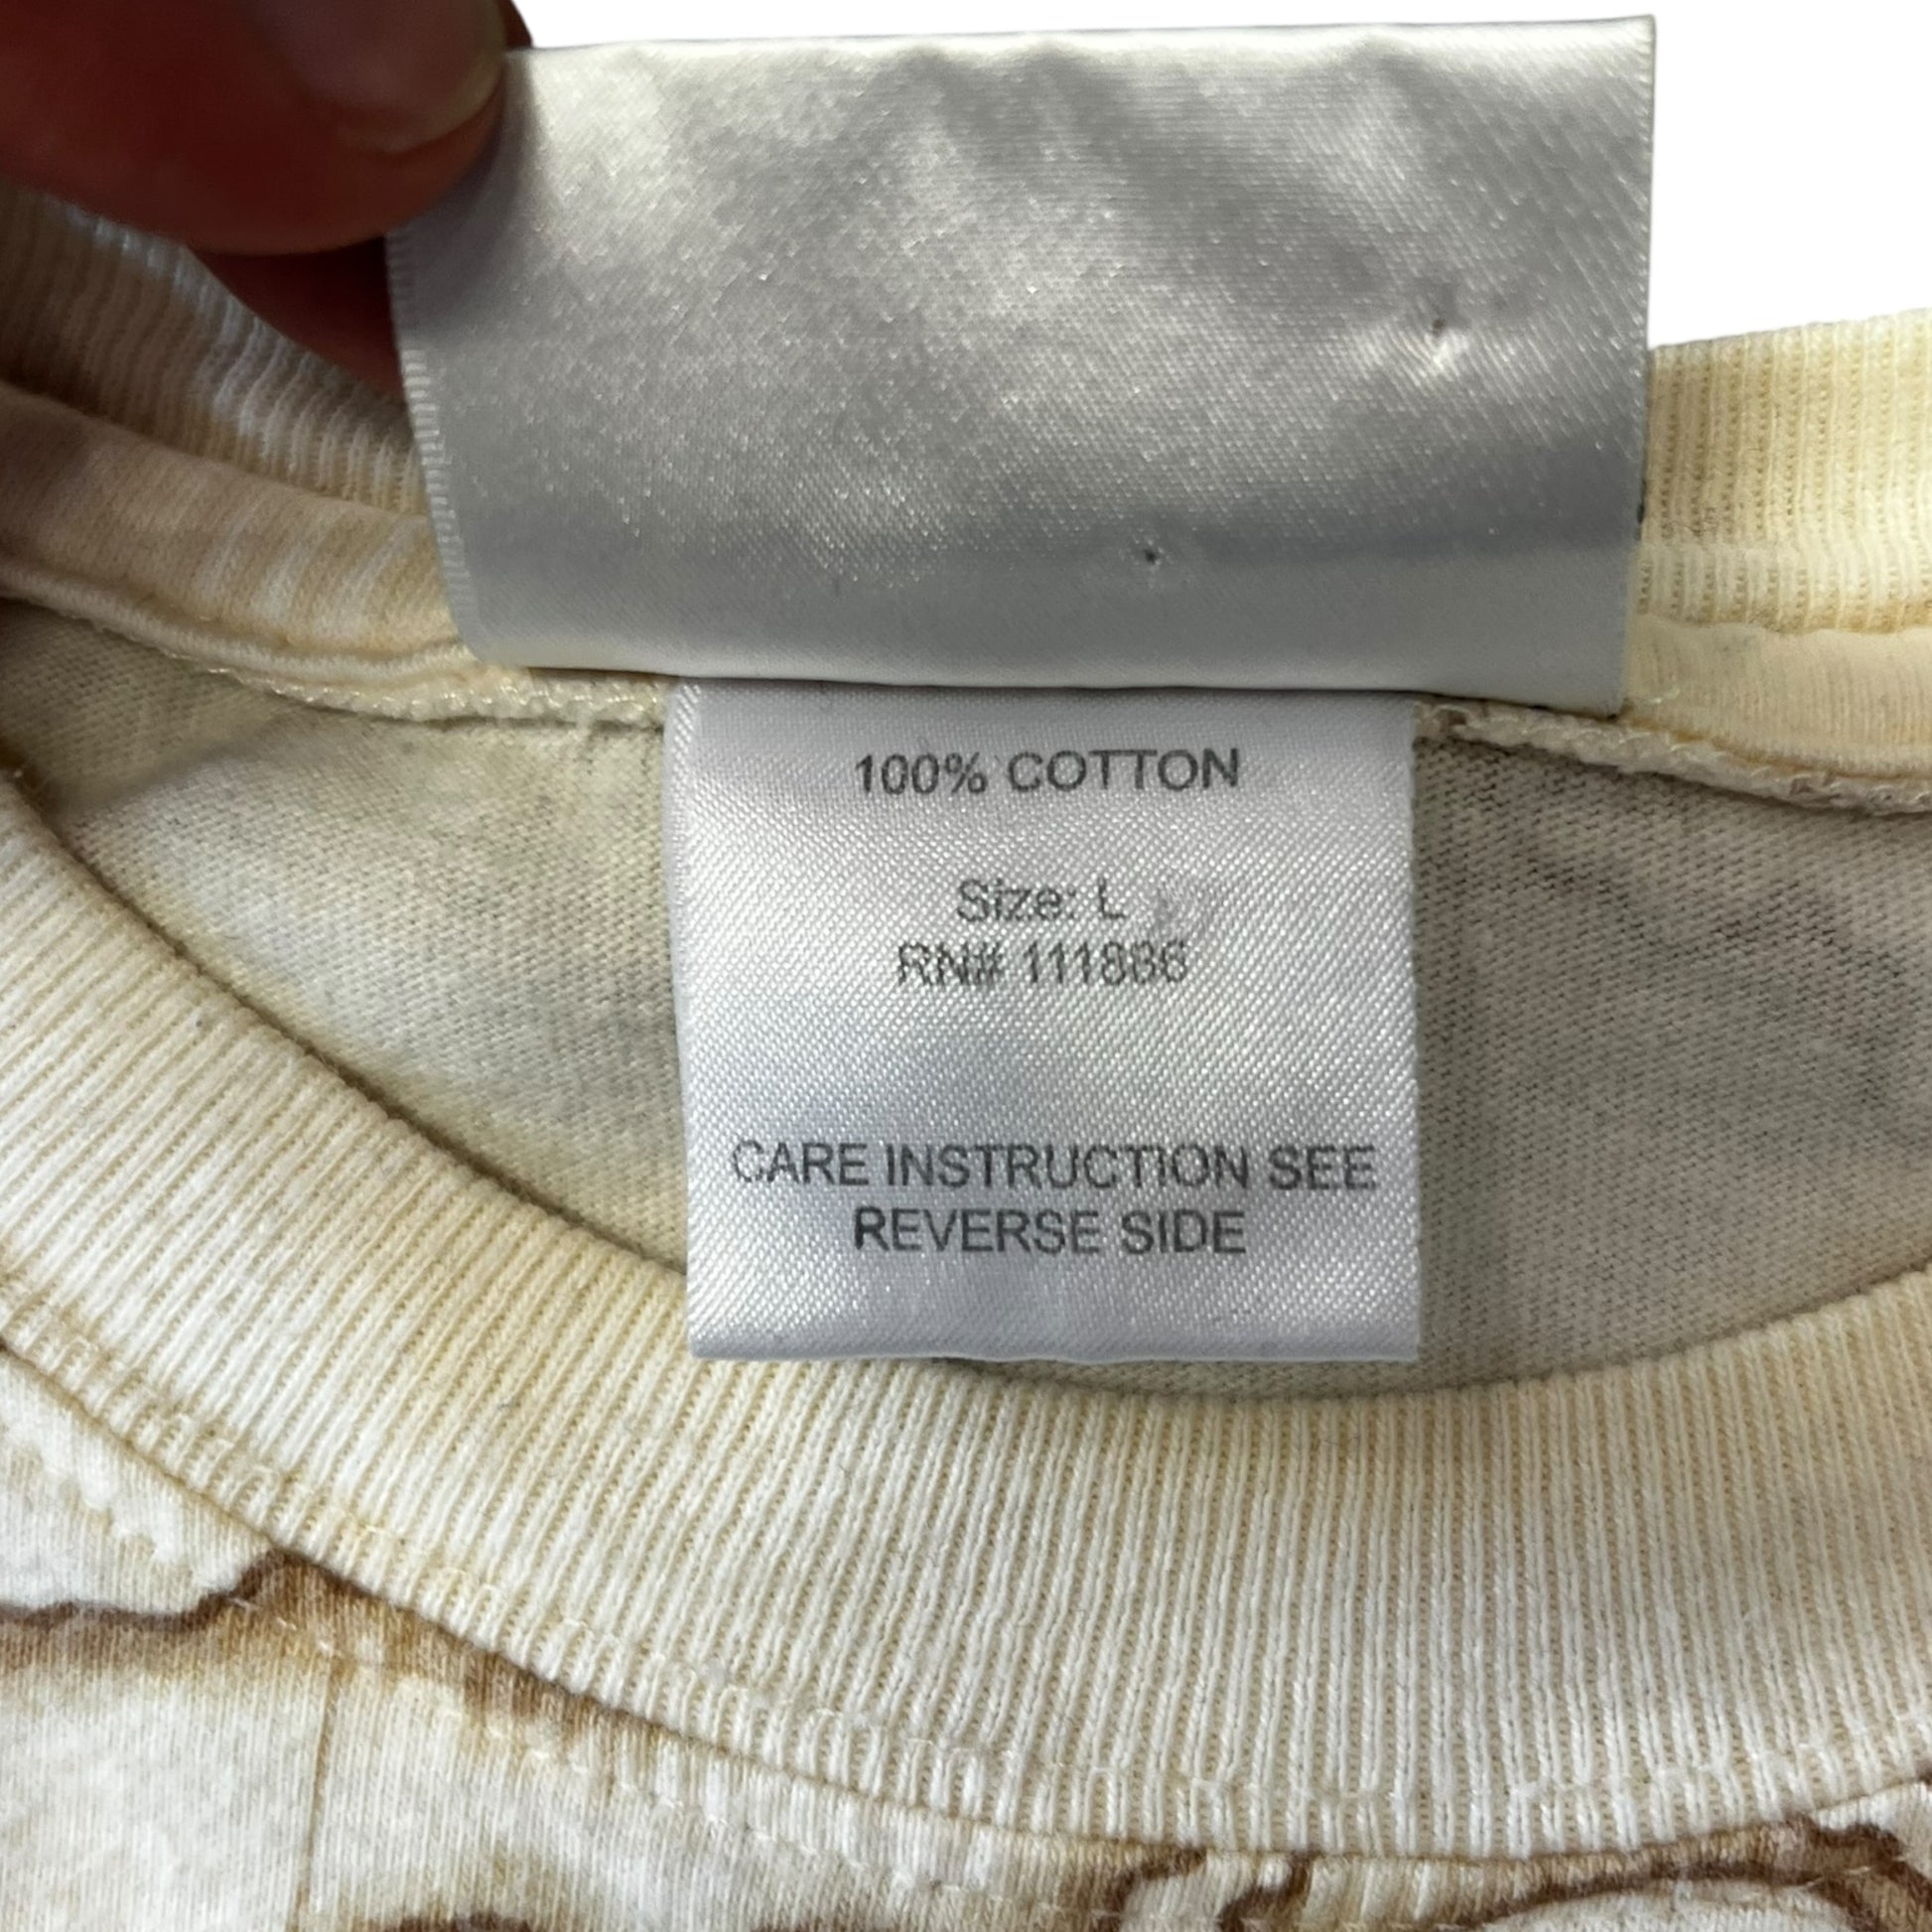 100% COTTON
Size: L
RN# 111886
CARE INSTRUCTION SEE
REVERSE SIDE